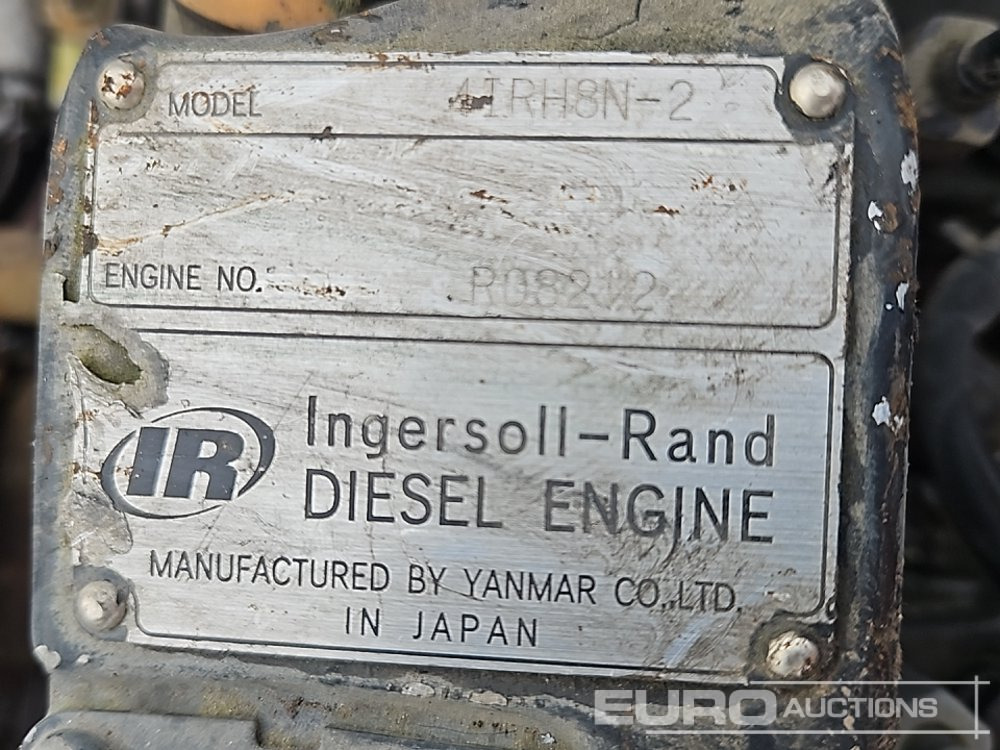 MODEL 4IRH8N-2
ENGINE NO.
IR Ingersoll-Rand
DIESEL ENGINE
MANUFACTURED BY YANMAR CO.,LTD.
IN JAPAN
EURO AUCTIONS